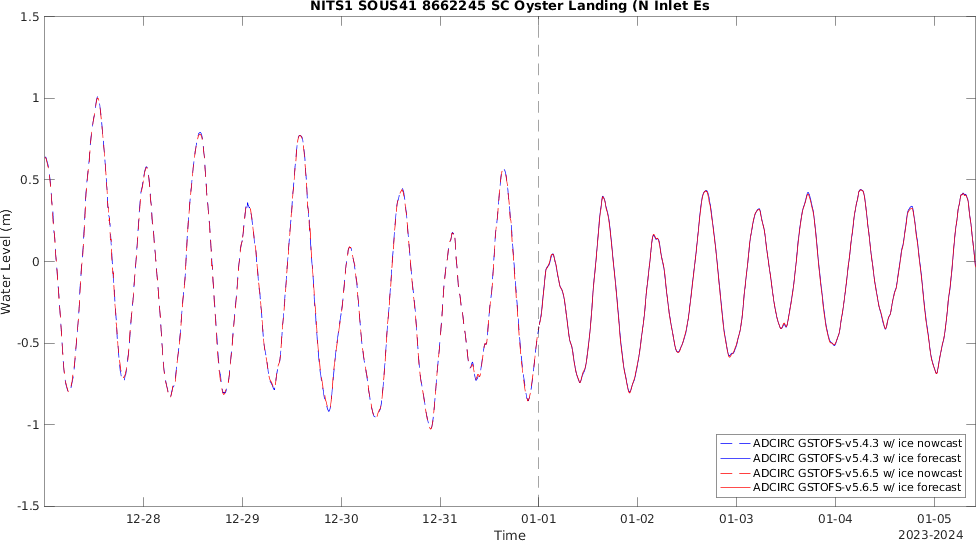 NITS1 SOUS41 8662245 SC Oyster Landing (N Inlet Es
1.5
1
0.5
0
-0.5
-1
-1.5
Water Level (m)
ADCIRC GSTOFS-v5.4.3 w/ ice nowcast
ADCIRC GSTOFS-v5.4.3 w/ ice forecast
ADCIRC GSTOFS-v5.6.5 w/ ice nowcast
ADCIRC GSTOFS-v5.6.5 w/ ice forecast
12-28 12-29 12-30 12-31 01-01 01-02 01-03 01-04 01-05
Time
2023-2024